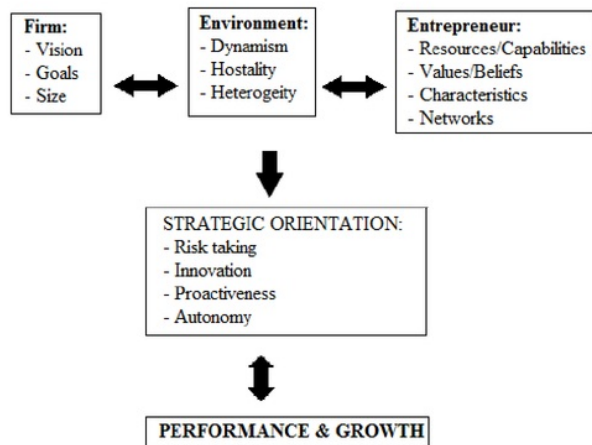 Firm:
- Vision
- Goals
- Size
Environment:
- Dynamism
- Hostality
- Heterogeity
Entrepreneur:
- Resources/Capabilities
- Values/Beliefs
- Characteristics
- Networks
STRATEGIC ORIENTATION:
- Risk taking
- Innovation
- Proactiveness
- Autonomy
PERFORMANCE & GROWTH